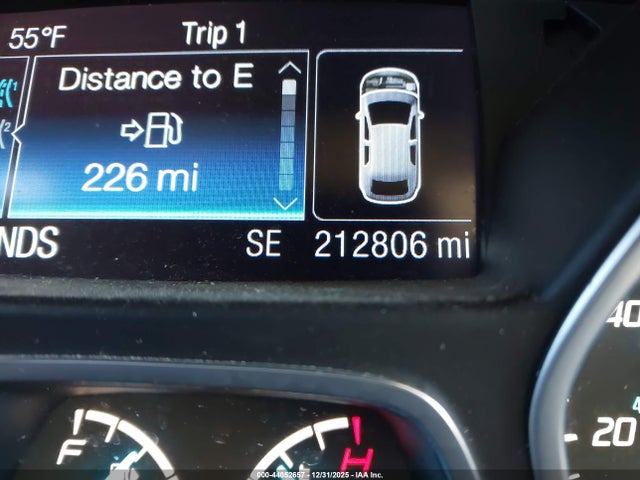 55°F Trip 1
Distance to E
226 mi
NDS SE 212806 mi
40
4
20
F H
000-44052657 | 12/31/2025 | IAA Inc.